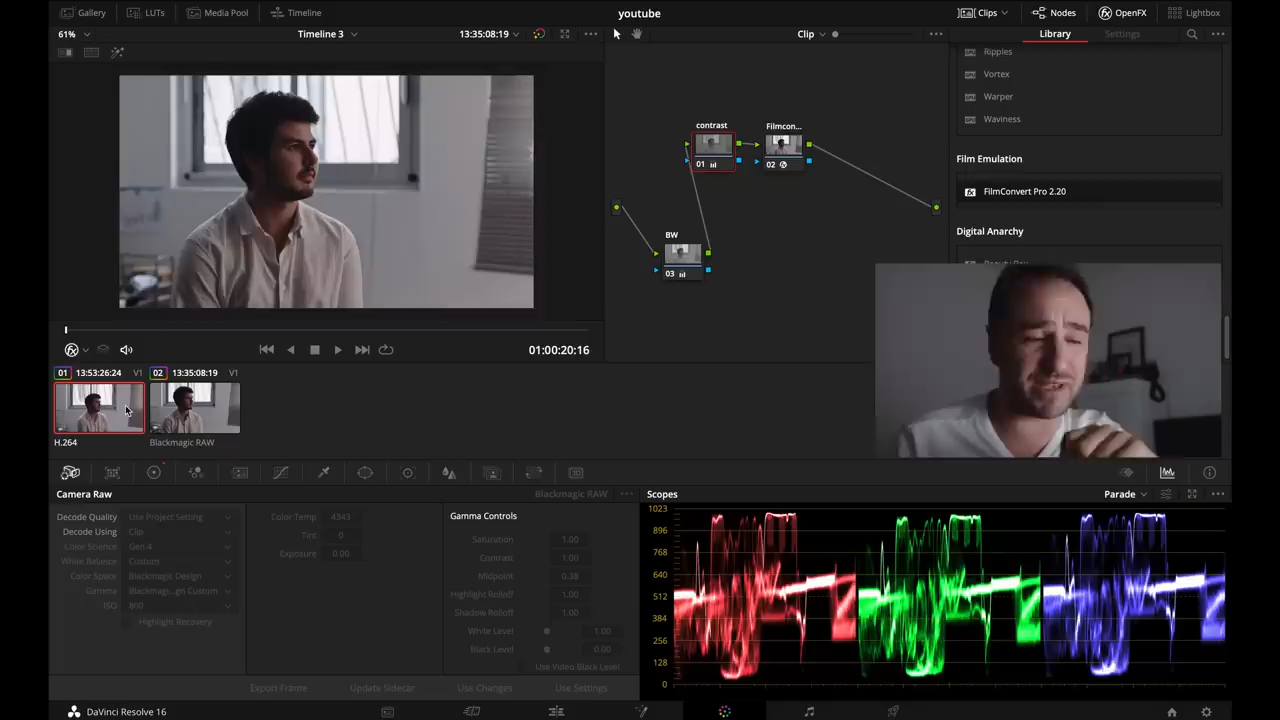 Gallery LUTs Media Pool Timeline youtube Clips Nodes OpenFX Lightbox
61% Timeline 3 13:35:08:19 Clip Library Settings
Ripples
Vortex
Warper
Waviness
contrast Filmcon...
01 02
Film Emulation
FilmConvert Pro 2.20
Digital Anarchy
BW
03
01:00:20:16
01 13:53:26:24 V1 02 13:35:08:19 V1
H.264 Blackmagic RAW
Camera Raw Blackmagic RAW Scopes Parade
Decode Quality Use Project Setting
Decode Using Clip
Color Science Gen 4
White Balance Custom
Color Space Blackmagic Design
Gamma Blackmagi...gn Custom
ISO 800
Highlight Recovery
Color Temp 4343
Tint 0
Exposure 0.00
Gamma Controls
Saturation 1.00
Contrast 1.00
Midpoint 0.38
Highlight Rolloff 1.00
Shadow Rolloff 1.00
White Level 1.00
Black Level 0.00
Use Video Black Level
Export Frame Update Sidecar Use Changes Use Settings
1023
896
768
640
512
384
256
128
0
DaVinci Resolve 16